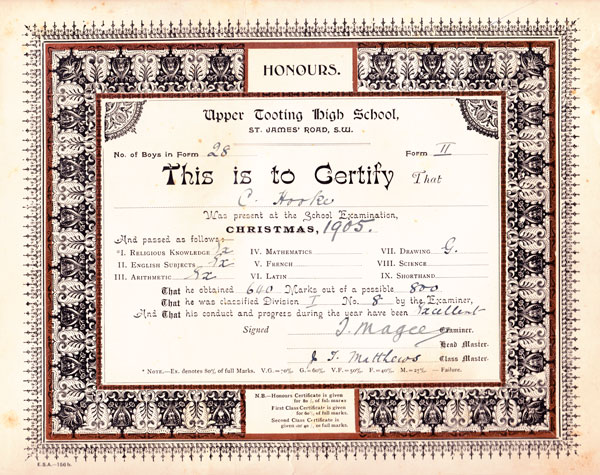 HONOURS.
Upper Tooting High School,
ST. JAMES' ROAD, S.W.
No. of Boys in Form 28 Form II
This is to Certify That
C. Hooke
Was present at the School Examination,
CHRISTMAS, 1905.
And passed as follows:
*I. RELIGIOUS KNOWLEDGE Ex IV. MATHEMATICS VII. DRAWING G.
II. ENGLISH SUBJECTS Ex V. FRENCH VIII. SCIENCE
III. ARITHMETIC Ex VI. LATIN IX. SHORTHAND
That he obtained 640 Marks out of a possible 800
That he was classified Division I No. 8 by the Examiner,
And That his conduct and progress during the year have been Excellent
Signed J. Magee Examiner.
Head Master.
J. T. Matthews Class Master.
* NOTE.—Ex. denotes 80% of full Marks. V.G.=70%. G.=60%. V.F.=50%. F.=40%. M.=25%. — Failure.
N.B.—Honours Certificate is given
for 80% of full marks
First Class Certificate is given
for 60% of full marks.
Second Class Certificate is
given for 40% of full marks.
E.S.A.—156b.